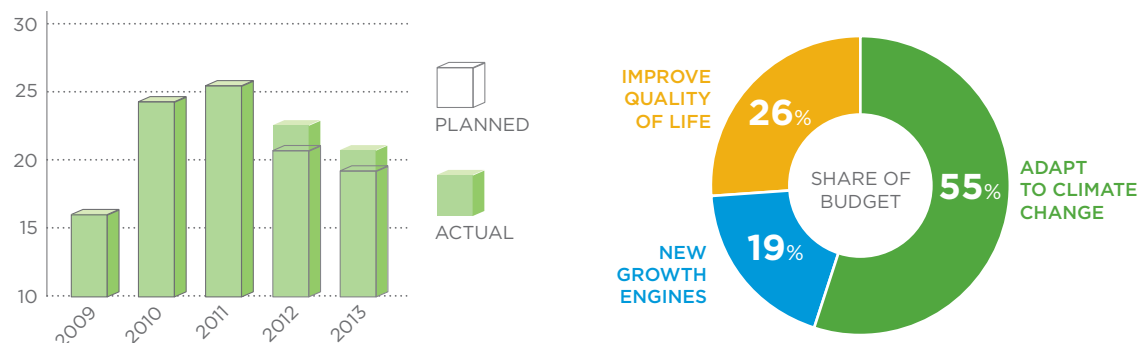 30
25
20
15
10
2009
2010
2011
2012
2013
PLANNED
ACTUAL
IMPROVE
QUALITY
OF LIFE
26%
SHARE OF
BUDGET
55%
ADAPT
TO CLIMATE
CHANGE
19%
NEW
GROWTH
ENGINES